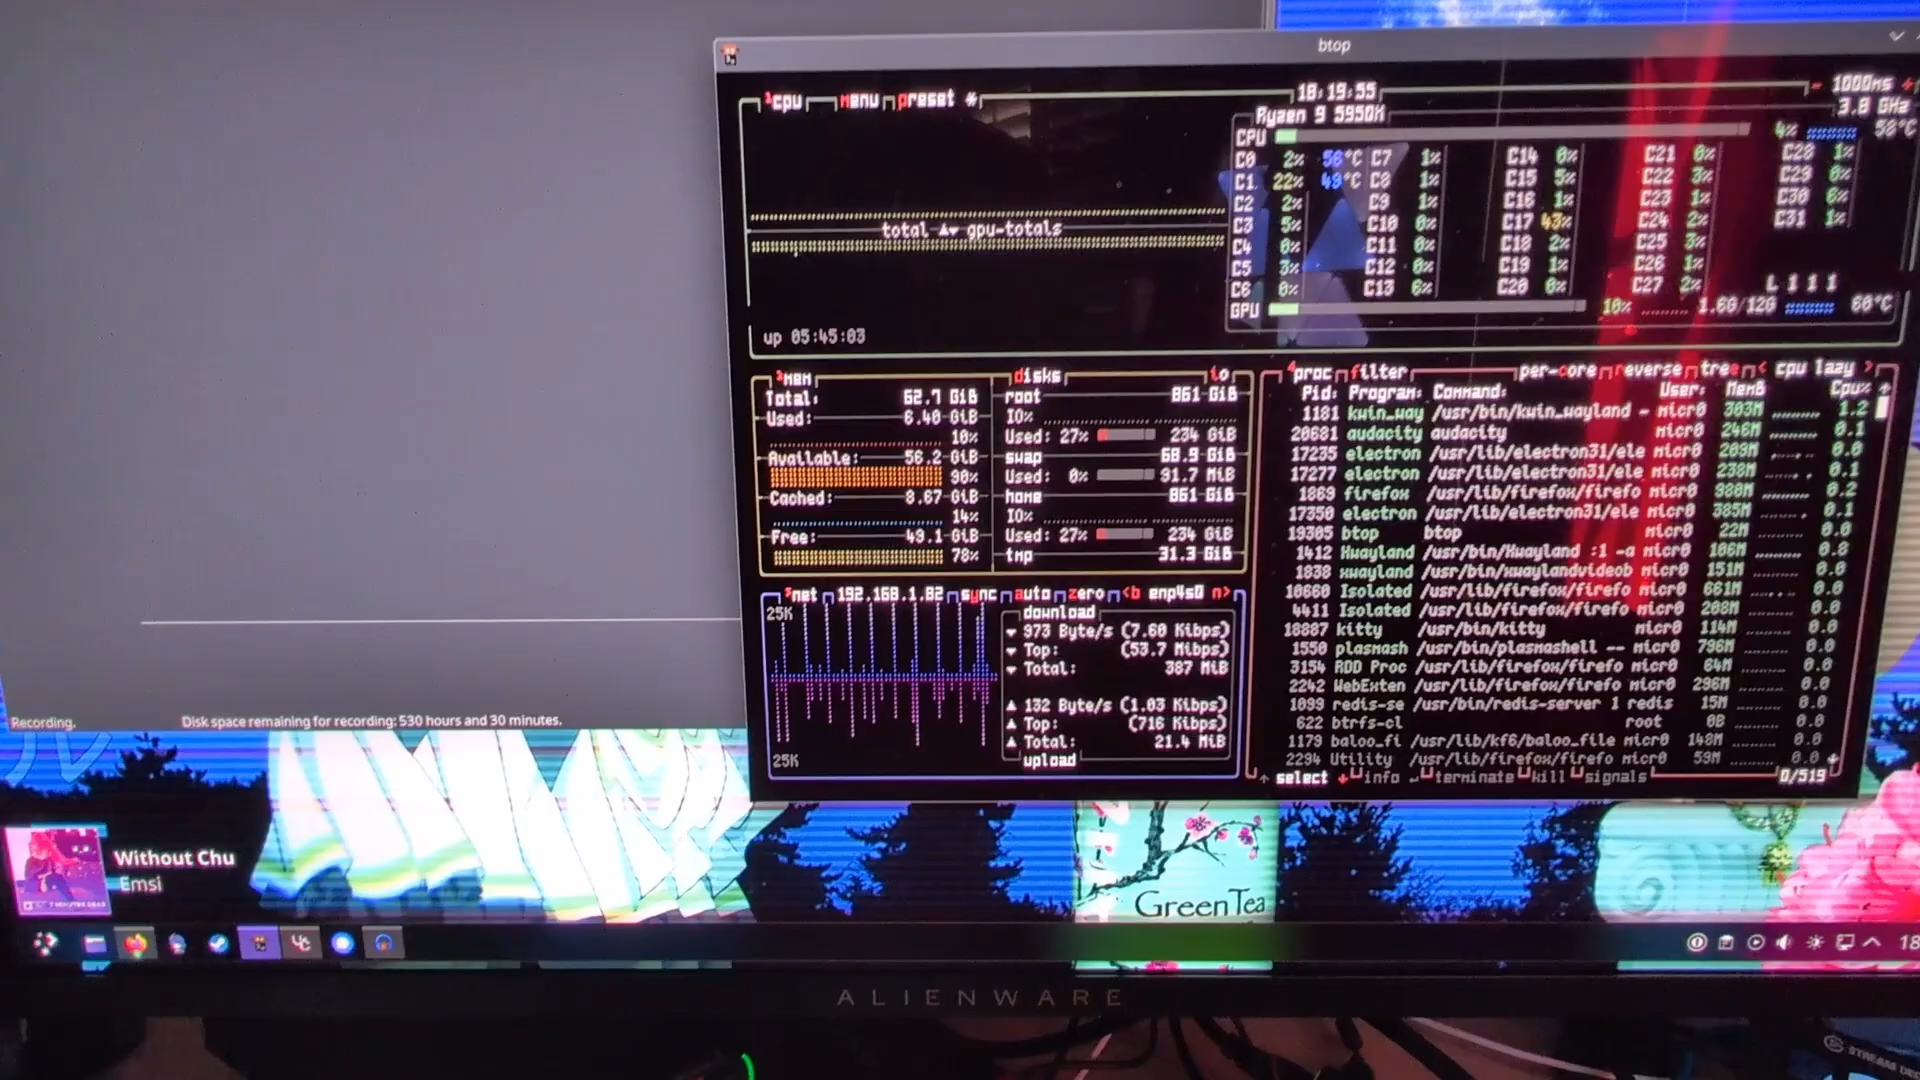 btop
¹cpu menu preset * 18:19:55 - 1000ms +
Ryzen 9 5950X 3.8 GHz
CPU 4% 50°C
C0 2% 56°C C7 1% C14 0% C21 0% C28 1%
C1 22% 49°C C8 1% C15 5% C22 3% C29 0%
C2 2% C9 1% C16 1% C23 1% C30 6%
C3 5% C10 0% C17 43% C24 2% C31 1%
C4 0% C11 0% C18 2% C25 3%
C5 3% C12 0% C19 1% C26 1%
C6 0% C13 6% C20 0% C27 2% L 1 1 1
GPU 10% 1.6G/12G 60°C
total ▲▼ gpu-totals
up 05:45:03
²mem
Total: 62.7 GiB
Used: 6.40 GiB
10%
Available: 56.2 GiB
90%
Cached: 8.67 GiB
14%
Free: 49.1 GiB
78%
disks io
root 861 GiB
IO%
Used: 27% 234 GiB
swap 68.9 GiB
Used: 0% 91.7 MiB
home 861 GiB
IO%
Used: 27% 234 GiB
tmp 31.3 GiB
³net 192.168.1.82 sync auto zero <b enp4s0 n>
25K
download
▼ 973 Byte/s (7.60 Kibps)
▼ Top: (53.7 Mibps)
▼ Total: 387 MiB
▲ 132 Byte/s (1.03 Kibps)
▲ Top: (716 Kibps)
▲ Total: 21.4 MiB
upload
25K
⁴proc filter per-core reverse tree < cpu lazy >
Pid: Program: Command: User: MemB Cpu%
1181 kwin_way /usr/bin/kwin_wayland - micr0 303M 1.2
20681 audacity audacity micr0 246M 0.1
17235 electron /usr/lib/electron31/ele micr0 209M 0.0
17277 electron /usr/lib/electron31/ele micr0 238M 0.1
1869 firefox /usr/lib/firefox/firefo micr0 980M 0.2
17350 electron /usr/lib/electron31/ele micr0 385M 0.1
19305 btop btop micr0 22M 0.0
1412 Xwayland /usr/bin/Xwayland :1 -a micr0 106M 0.8
1838 xwayland /usr/bin/xwaylandvideob micr0 151M 0.0
10660 Isolated /usr/lib/firefox/firefo micr0 661M 0.0
4411 Isolated /usr/lib/firefox/firefo micr0 208M 0.0
18887 kitty /usr/bin/kitty micr0 114M 0.0
1550 plasmash /usr/bin/plasmashell -- micr0 796M 0.0
3154 RDD Proc /usr/lib/firefox/firefo micr0 64M 0.0
2242 WebExten /usr/lib/firefox/firefo micr0 296M 0.0
1099 redis-se /usr/bin/redis-server 1 redis 15M 0.0
622 btrfs-cl root 0B 0.0
1179 baloo_fi /usr/lib/kf6/baloo_file micr0 148M 0.0
2294 Utility /usr/lib/firefox/firefo micr0 59M 0.0
↑ select ↓ info ↵ terminate kill signals 0/519
Recording.
Disk space remaining for recording: 530 hours and 30 minutes.
Without Chu
Emsi
Green Tea
18
ALIENWARE